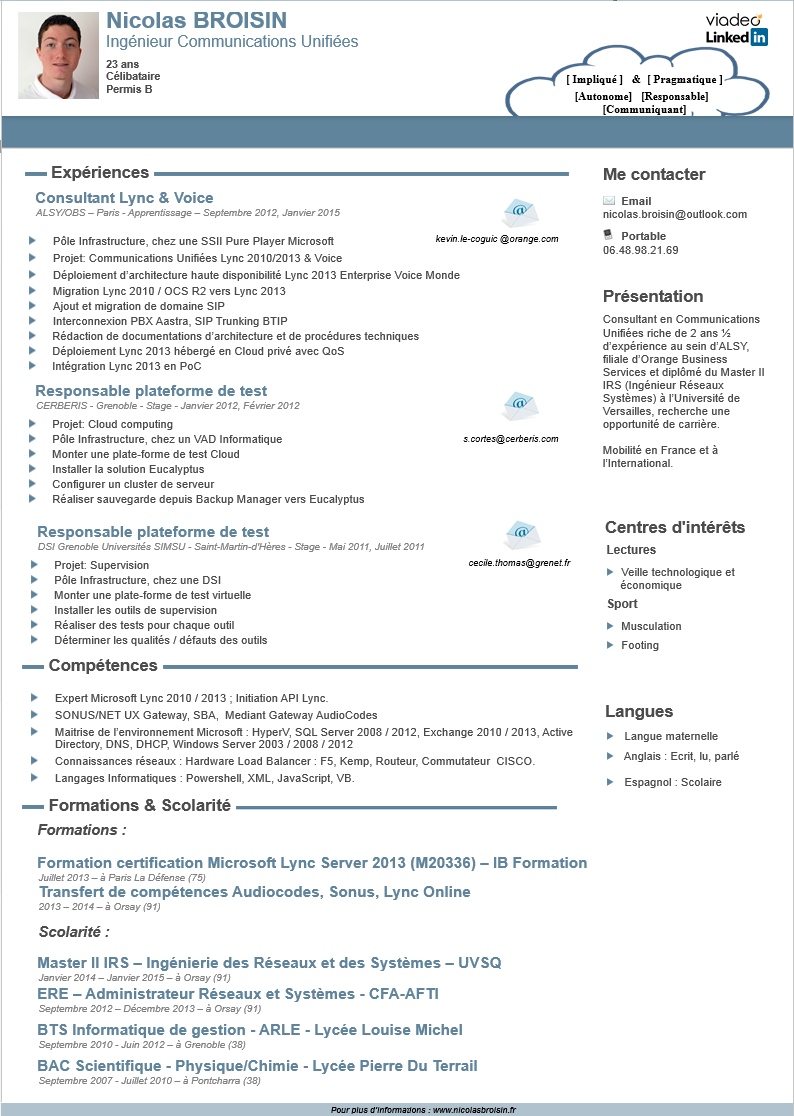 Nicolas BROISIN
Ingénieur Communications Unifiées
23 ans
Célibataire
Permis B
viadeo
Linked in
[ Impliqué ] & [ Pragmatique ]
[Autonome] [Responsable]
[Communiquant]
Expériences
Consultant Lync & Voice
ALSY/OBS – Paris - Apprentissage – Septembre 2012, Janvier 2015
kevin.le-coguic @orange.com
Pôle Infrastructure, chez une SSII Pure Player Microsoft
Projet: Communications Unifiées Lync 2010/2013 & Voice
Déploiement d'architecture haute disponibilité Lync 2013 Enterprise Voice Monde
Migration Lync 2010 / OCS R2 vers Lync 2013
Ajout et migration de domaine SIP
Interconnexion PBX Aastra, SIP Trunking BTIP
Rédaction de documentations d'architecture et de procédures techniques
Déploiement Lync 2013 hébergé en Cloud privé avec QoS
Intégration Lync 2013 en PoC
Responsable plateforme de test
CERBERIS - Grenoble - Stage - Janvier 2012, Février 2012
s.cortes@cerberis.com
Projet: Cloud computing
Pôle Infrastructure, chez un VAD Informatique
Monter une plate-forme de test Cloud
Installer la solution Eucalyptus
Configurer un cluster de serveur
Réaliser sauvegarde depuis Backup Manager vers Eucalyptus
Responsable plateforme de test
DSI Grenoble Universités SIMSU - Saint-Martin-d'Hères - Stage - Mai 2011, Juillet 2011
cecile.thomas@grenet.fr
Projet: Supervision
Pôle Infrastructure, chez une DSI
Monter une plate-forme de test virtuelle
Installer les outils de supervision
Réaliser des tests pour chaque outil
Déterminer les qualités / défauts des outils
Compétences
Expert Microsoft Lync 2010 / 2013 ; Initiation API Lync.
SONUS/NET UX Gateway, SBA, Mediant Gateway AudioCodes
Maitrise de l'environnement Microsoft : HyperV, SQL Server 2008 / 2012, Exchange 2010 / 2013, Active
Directory, DNS, DHCP, Windows Server 2003 / 2008 / 2012
Connaissances réseaux : Hardware Load Balancer : F5, Kemp, Routeur, Commutateur CISCO.
Langages Informatiques : Powershell, XML, JavaScript, VB.
Formations & Scolarité
Formations :
Formation certification Microsoft Lync Server 2013 (M20336) – IB Formation
Juillet 2013 – à Paris La Défense (75)
Transfert de compétences Audiocodes, Sonus, Lync Online
2013 – 2014 – à Orsay (91)
Scolarité :
Master II IRS – Ingénierie des Réseaux et des Systèmes – UVSQ
Janvier 2014 – Janvier 2015 – à Orsay (91)
ERE – Administrateur Réseaux et Systèmes - CFA-AFTI
Septembre 2012 – Décembre 2013 – à Orsay (91)
BTS Informatique de gestion - ARLE - Lycée Louise Michel
Septembre 2010 - Juin 2012 – à Grenoble (38)
BAC Scientifique - Physique/Chimie - Lycée Pierre Du Terrail
Septembre 2007 - Juillet 2010 – à Pontcharra (38)
Me contacter
Email
nicolas.broisin@outlook.com
Portable
06.48.98.21.69
Présentation
Consultant en Communications
Unifiées riche de 2 ans ½
d'expérience au sein d'ALSY,
filiale d'Orange Business
Services et diplômé du Master II
IRS (Ingénieur Réseaux
Systèmes) à l'Université de
Versailles, recherche une
opportunité de carrière.
Mobilité en France et à
l'International.
Centres d'intérêts
Lectures
Veille technologique et
économique
Sport
Musculation
Footing
Langues
Langue maternelle
Anglais : Ecrit, lu, parlé
Espagnol : Scolaire
Pour plus d'informations : www.nicolasbroisin.fr